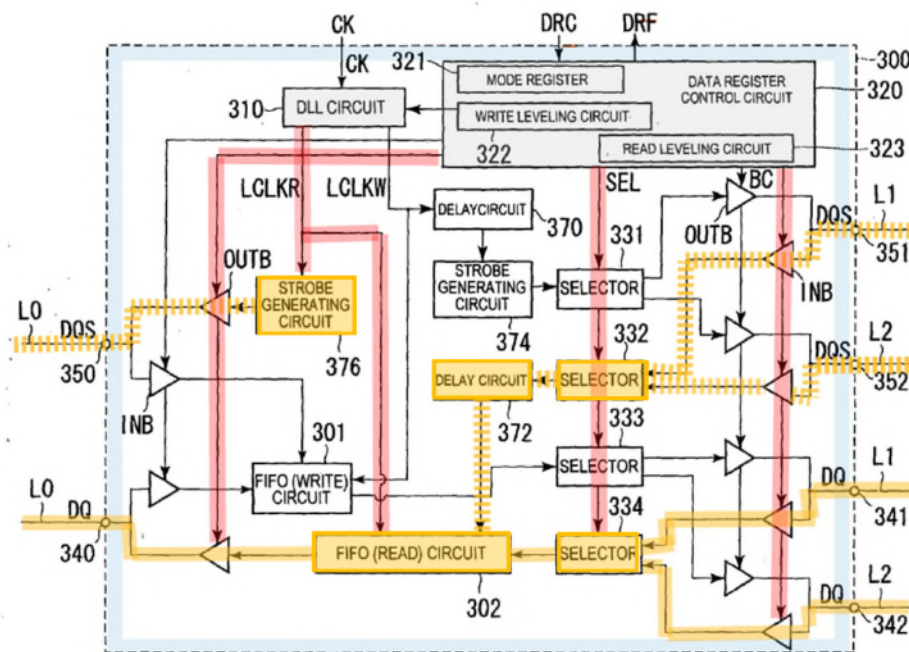 CK
DRC
DRF
CK
300
321
MODE REGISTER
DATA REGISTER
CONTROL CIRCUIT
320
310
DLL CIRCUIT
WRITE LEVELING CIRCUIT
322
READ LEVELING CIRCUIT
323
LCLKR
LCLKW
SEL
BC
DELAYCIRCUIT
370
331
OUTB
DQS
L1
351
OUTB
STROBE
GENERATING
CIRCUIT
STROBE
GENERATING
CIRCUIT
SELECTOR
INB
L0
DQS
350
376
374
332
L2
DQS
352
DELAY CIRCUIT
SELECTOR
INB
372
301
333
FIFO (WRITE)
CIRCUIT
SELECTOR
L1
DQ
341
L0
DQ
340
334
FIFO (READ) CIRCUIT
SELECTOR
302
L2
DQ
342